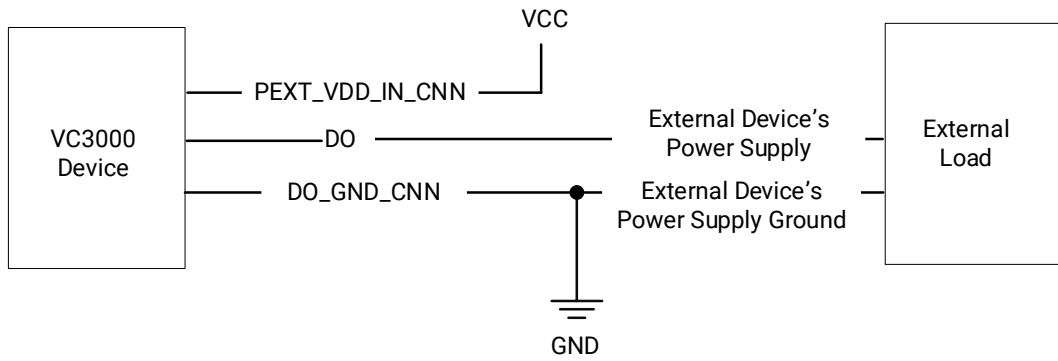 VCC
PEXT_VDD_IN_CNN
VC3000
Device
DO
External Device's
Power Supply
External
Load
DO_GND_CNN
External Device's
Power Supply Ground
GND